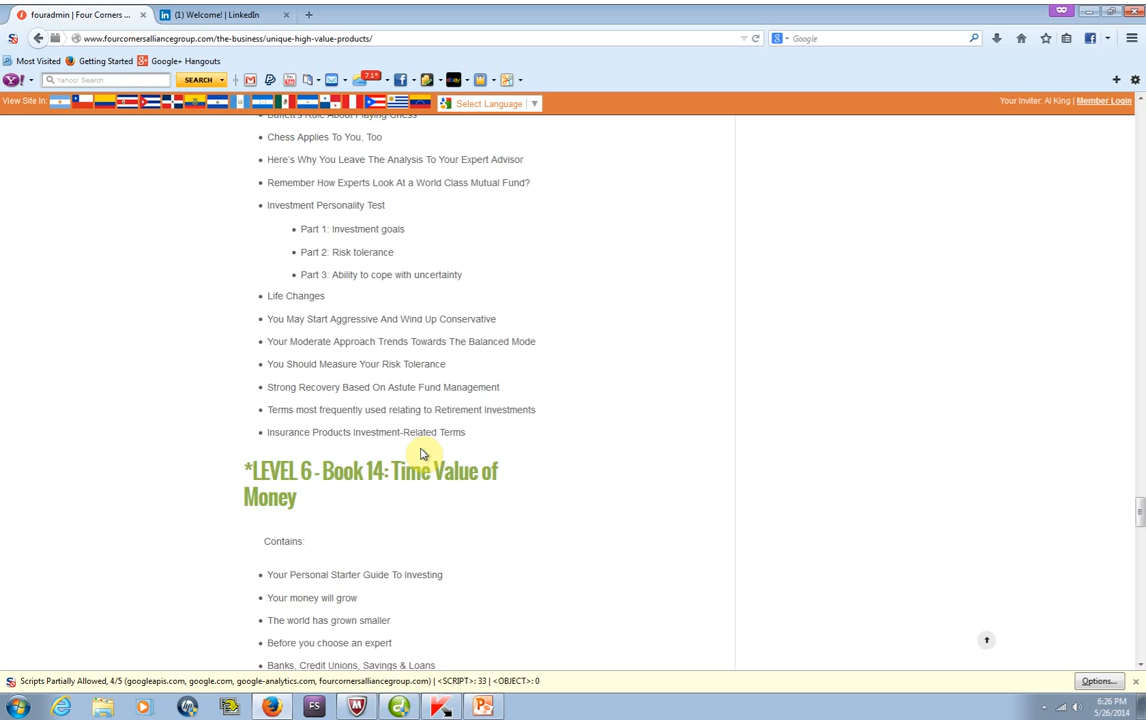 fouradmin | Four Corners ...
(1) Welcome! | LinkedIn
www.fourcornersalliancegroup.com/the-business/unique-high-value-products/
Google
Most Visited
Getting Started
Google+ Hangouts
Yahoo! Search
SEARCH
71°
View Site In:
Select Language
Your Inviter: Al King | Member Login
Buffett's Rule About Playing Chess
Chess Applies To You, Too
Here's Why You Leave The Analysis To Your Expert Advisor
Remember How Experts Look At a World Class Mutual Fund?
Investment Personality Test
Part 1: Investment goals
Part 2: Risk tolerance
Part 3: Ability to cope with uncertainty
Life Changes
You May Start Aggressive And Wind Up Conservative
Your Moderate Approach Trends Towards The Balanced Mode
You Should Measure Your Risk Tolerance
Strong Recovery Based On Astute Fund Management
Terms most frequently used relating to Retirement Investments
Insurance Products Investment-Related Terms
*LEVEL 6 - Book 14: Time Value of
Money
Contains:
Your Personal Starter Guide To Investing
Your money will grow
The world has grown smaller
Before you choose an expert
Banks, Credit Unions, Savings & Loans
Scripts Partially Allowed, 4/5 (googleapis.com, google.com, google-analytics.com, fourcornersalliancegroup.com) | <SCRIPT>: 33 | <OBJECT>: 0
Options...
FS
6:26 PM
5/26/2014